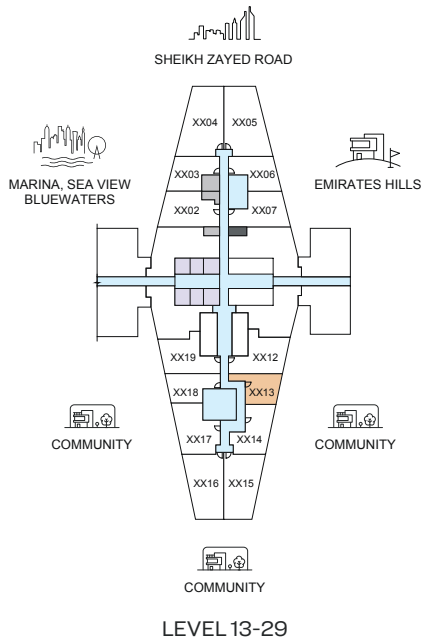 SHEIKH ZAYED ROAD
XX04 XX05
MARINA, SEA VIEW
BLUEWATERS
XX03 XX06
EMIRATES HILLS
XX02 XX07
XX19 XX12
XX18 XX13
COMMUNITY
COMMUNITY
XX17 XX14
XX16 XX15
COMMUNITY
LEVEL 13-29